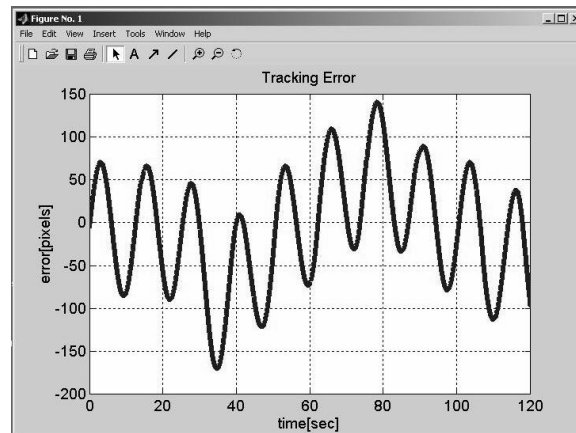 Figure No. 1
File Edit View Insert Tools Window Help
A
Tracking Error
150
100
50
0
-50
-100
-150
-200
error[pixels]
0 20 40 60 80 100 120
time[sec]